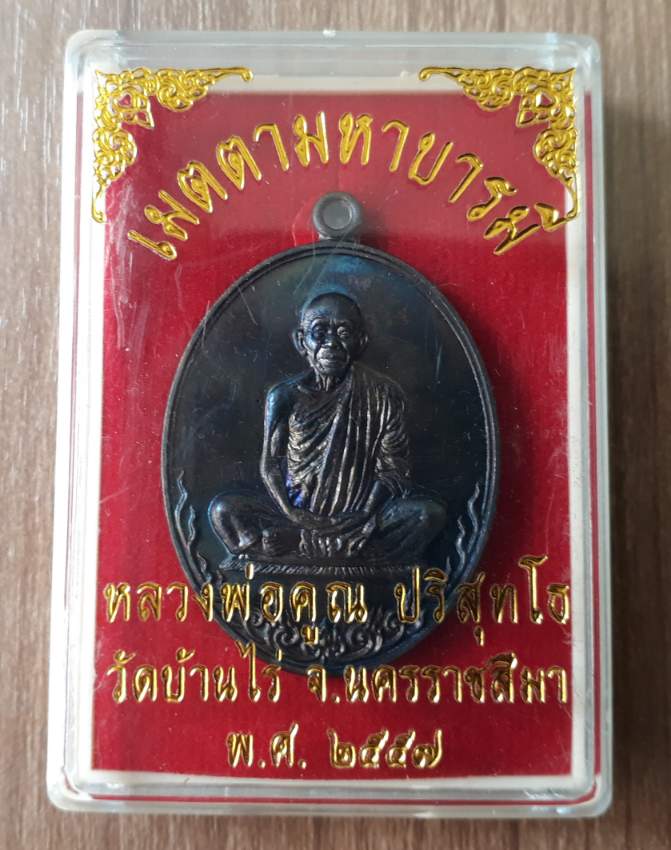 เมตตามหาบารมี
หลวงพ่อคูณ ปริสุทโธ
วัดบ้านไร่ จ.นครราชสีมา
พ.ศ. ๒๕๕๗